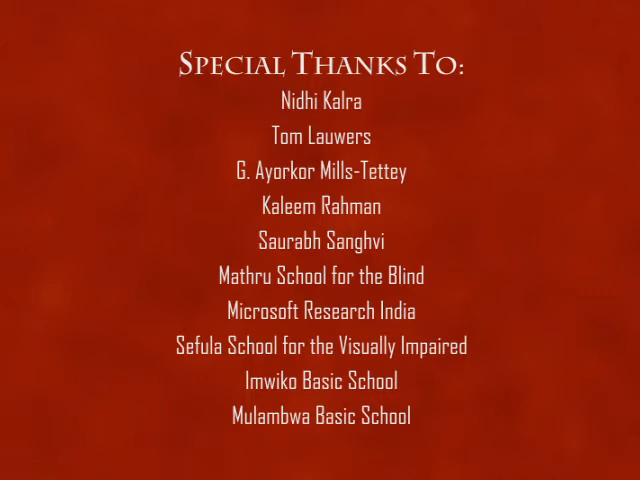 Special Thanks To:
Nidhi Kalra
Tom Lauwers
G. Ayorkor Mills-Tettey
Kaleem Rahman
Saurabh Sanghvi
Mathru School for the Blind
Microsoft Research India
Sefula School for the Visually Impaired
Imwiko Basic School
Mulambwa Basic School